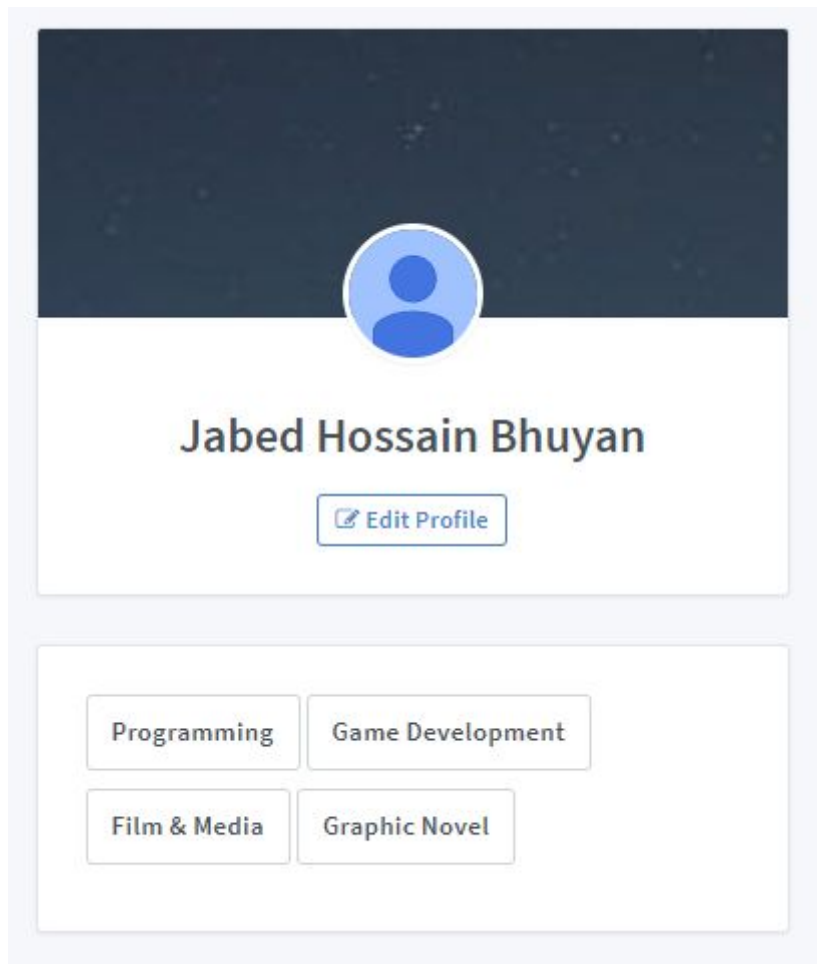 Jabed Hossain Bhuyan
Edit Profile
Programming Game Development
Film & Media Graphic Novel